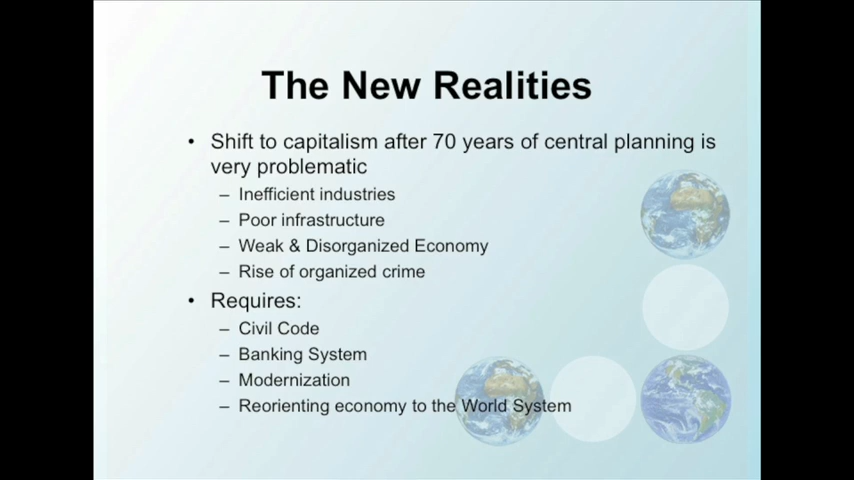 The New Realities
• Shift to capitalism after 70 years of central planning is
very problematic
– Inefficient industries
– Poor infrastructure
– Weak & Disorganized Economy
– Rise of organized crime
• Requires:
– Civil Code
– Banking System
– Modernization
– Reorienting economy to the World System